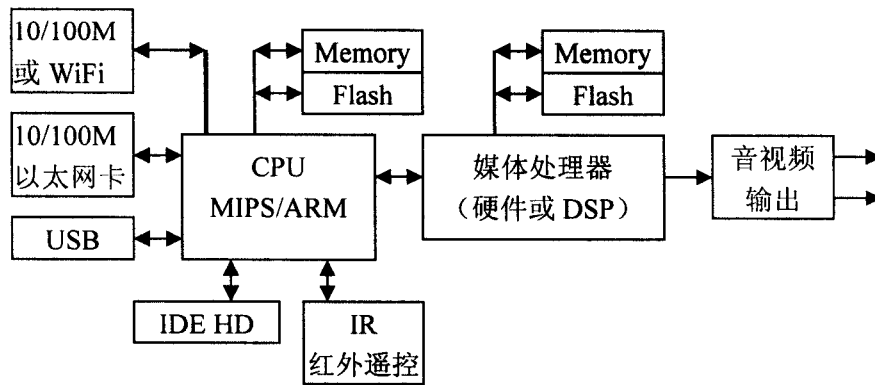 10/100M
或 WiFi
Memory
Flash
Memory
Flash
10/100M
以太网卡
CPU
MIPS/ARM
媒体处理器
（硬件或 DSP）
音视频
输出
USB
IDE HD
IR
红外遥控